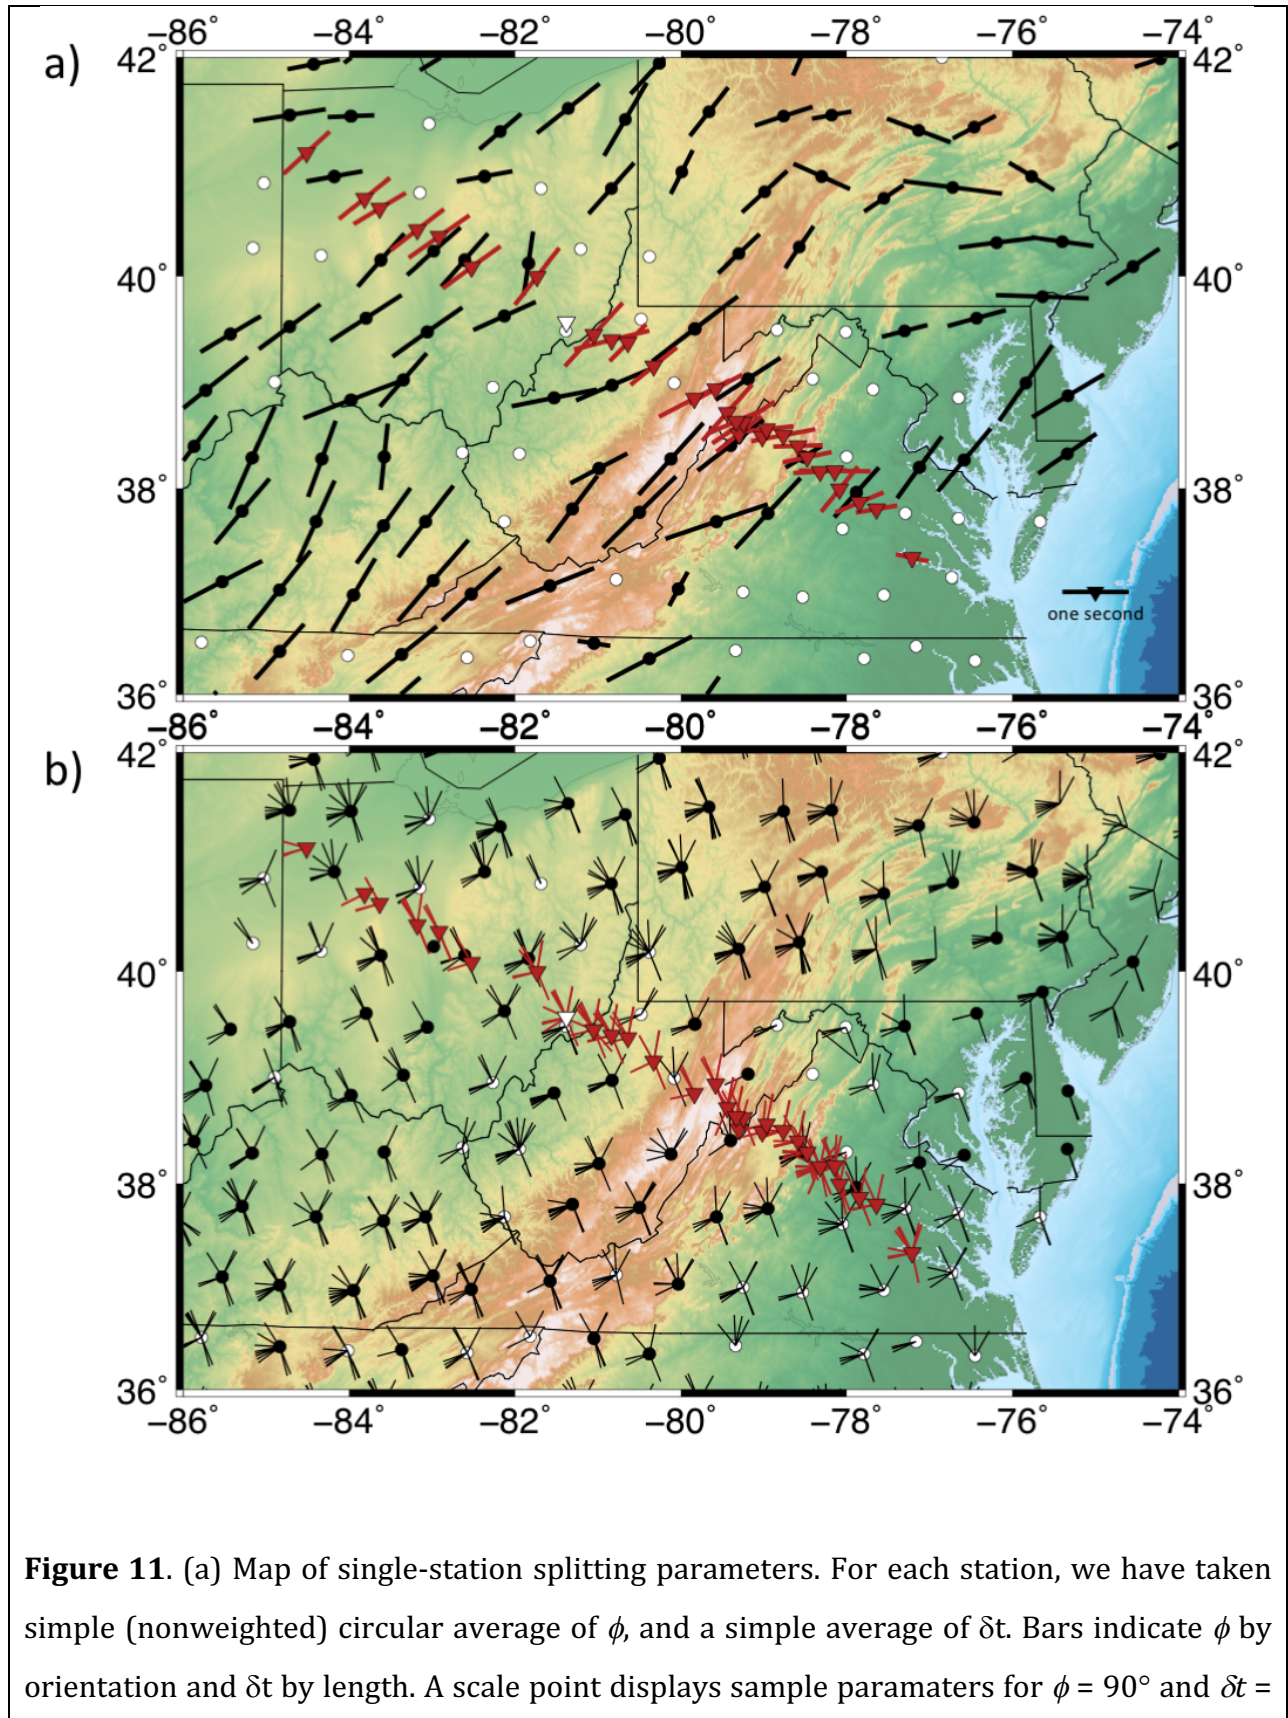 −86° −84° −82° −80° −78° −76° −74°
a)
42° 42°
40° 40°
38° 38°
one second
36° 36°
−86° −84° −82° −80° −78° −76° −74°
b)
42° 42°
40° 40°
38° 38°
36° 36°
−86° −84° −82° −80° −78° −76° −74°
Figure 11. (a) Map of single-station splitting parameters. For each station, we have taken
simple (nonweighted) circular average of ϕ, and a simple average of δt. Bars indicate ϕ by
orientation and δt by length. A scale point displays sample paramaters for ϕ = 90° and δt =